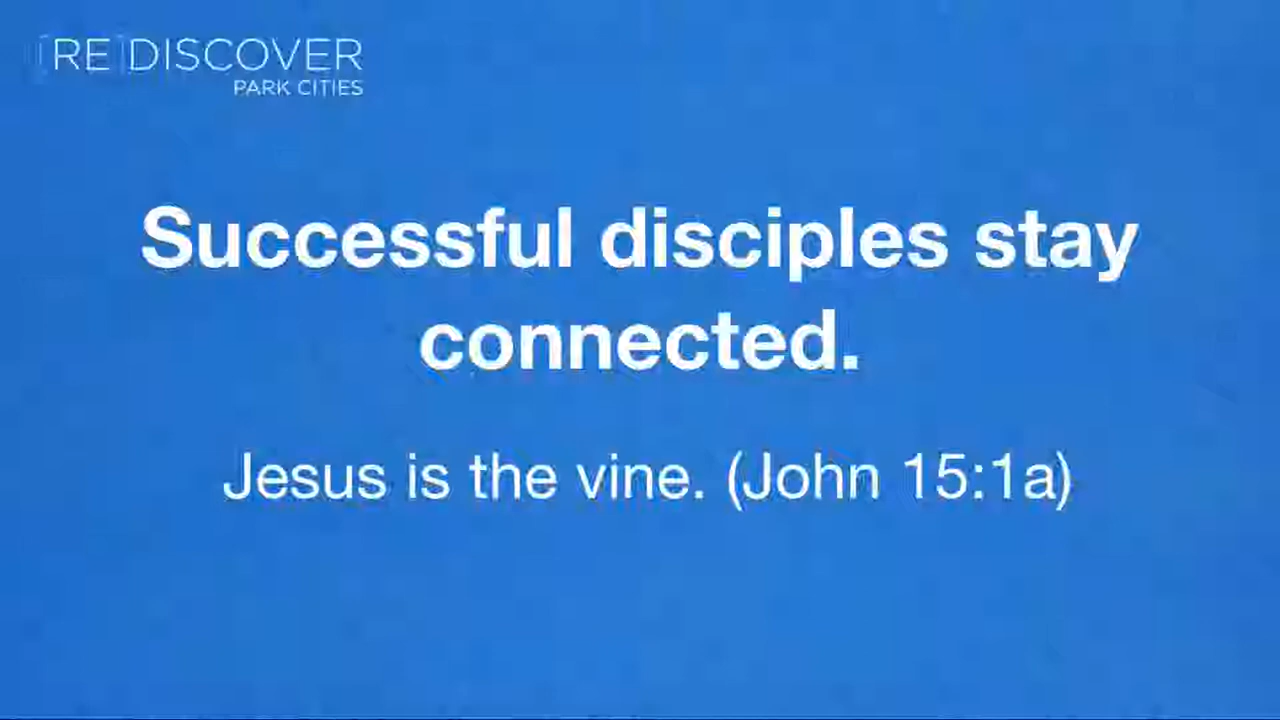 [RE]DISCOVER
PARK CITIES
Successful disciples stay
connected.
Jesus is the vine. (John 15:1a)